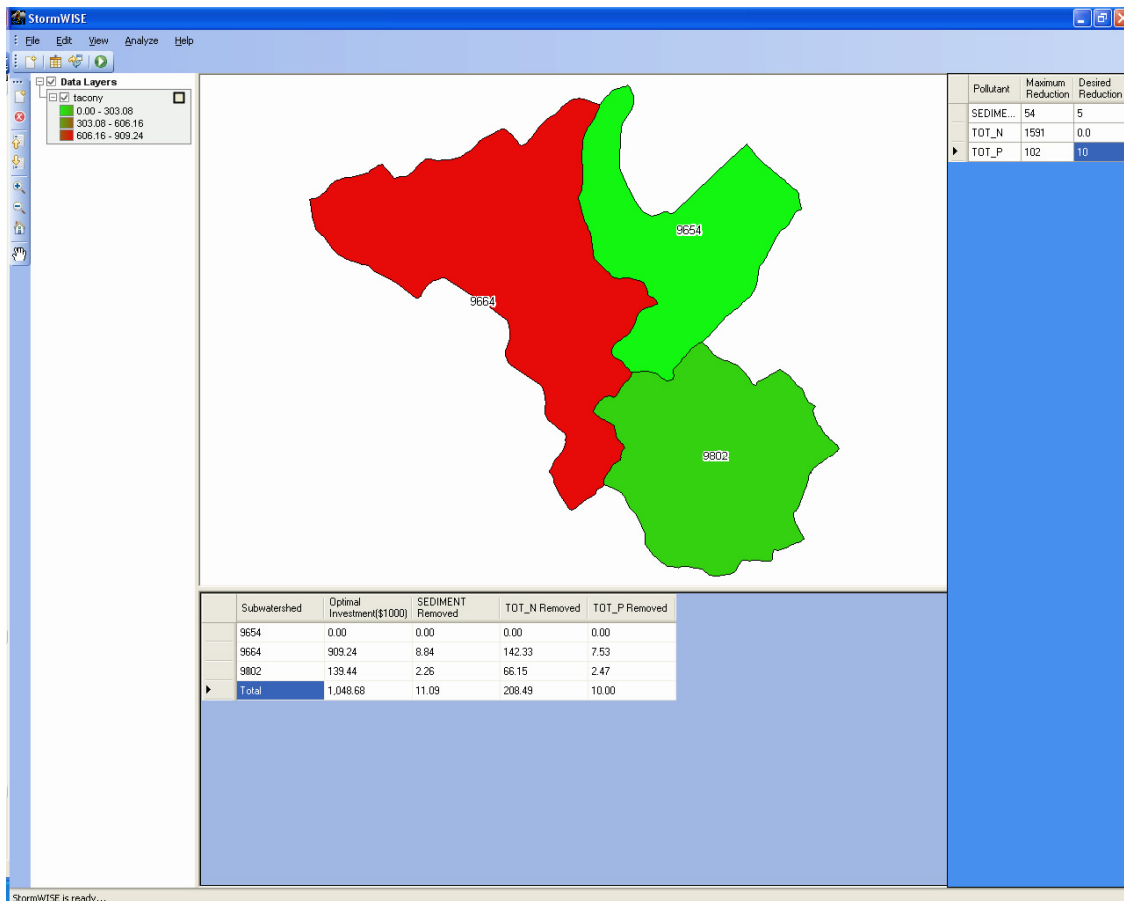 StormWISE
File Edit View Analyze Help
Data Layers
tacony
0.00 - 303.08
303.08 - 606.16
606.16 - 909.24
9654
9664
9802
Pollutant Maximum Reduction Desired Reduction
SEDIME... 54 5
TOT_N 1591 0.0
TOT_P 102 10
Subwatershed Optimal Investment($1000) SEDIMENT Removed TOT_N Removed TOT_P Removed
9654 0.00 0.00 0.00 0.00
9664 909.24 8.84 142.33 7.53
9802 139.44 2.26 66.15 2.47
Total 1,048.68 11.09 208.49 10.00
StormWISE is ready...